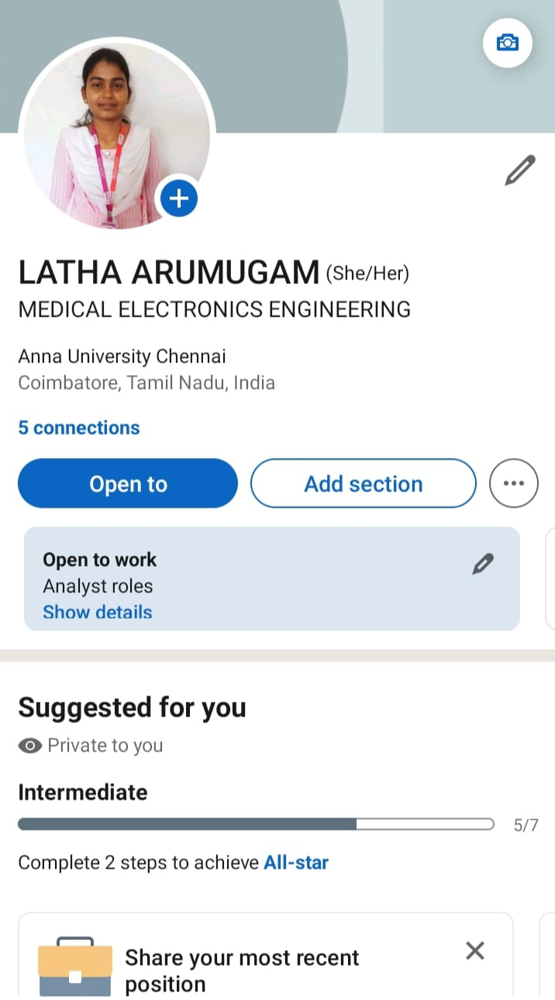 LATHA ARUMUGAM (She/Her)
MEDICAL ELECTRONICS ENGINEERING
Anna University Chennai
Coimbatore, Tamil Nadu, India
5 connections
Open to
Add section
Open to work
Analyst roles
Show details
Suggested for you
Private to you
Intermediate
5/7
Complete 2 steps to achieve All-star
Share your most recent
position